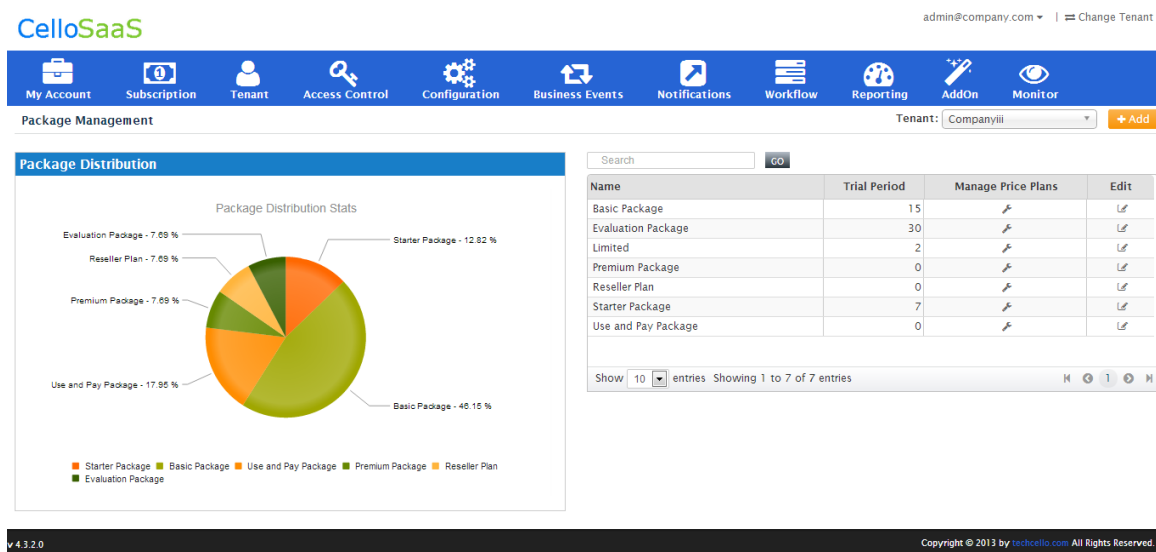 admin@company.com | Change Tenant
CelloSaaS
My Account Subscription Tenant Access Control Configuration Business Events Notifications Workflow Reporting AddOn Monitor
Package Management Tenant: Companyiii + Add
Package Distribution
Package Distribution Stats
Evaluation Package - 7.69 %
Starter Package - 12.82 %
Reseller Plan - 7.69 %
Premium Package - 7.69 %
Use and Pay Package - 17.95 %
Basic Package - 46.15 %
Starter Package Basic Package Use and Pay Package Premium Package Reseller Plan
Evaluation Package
Search GO
Name Trial Period Manage Price Plans Edit
Basic Package 15
Evaluation Package 30
Limited 2
Premium Package 0
Reseller Plan 0
Starter Package 7
Use and Pay Package 0
Show 10 entries Showing 1 to 7 of 7 entries 1
v 4.3.2.0 Copyright © 2013 by techcello.com All Rights Reserved.